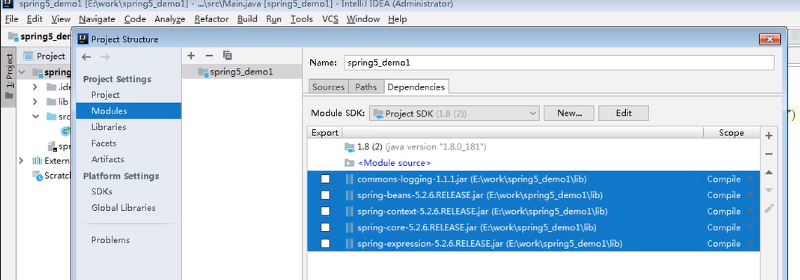 spring5_demo1 [E:\work\spring5_demo1] - ...\src\Main.java [spring5_demo1] - IntelliJ IDEA (Administrator)
File Edit View Navigate Code Analyze Refactor Build Run Tools VCS Window Help
spring5_demo1
Project Structure
1: Project
Project
spring
.ide
lib
src
spr
Extern
Scratc
Project Settings
Project
Modules
Libraries
Facets
Artifacts
Platform Settings
SDKs
Global Libraries
Problems
spring5_demo1
Name: spring5_demo1
Sources Paths Dependencies
Module SDK: Project SDK (1.8 (2)) New... Edit
Export Scope
1.8 (2) (java version "1.8.0_181")
<Module source>
commons-logging-1.1.1.jar (E:\work\spring5_demo1\lib) Compile
spring-beans-5.2.6.RELEASE.jar (E:\work\spring5_demo1\lib) Compile
spring-context-5.2.6.RELEASE.jar (E:\work\spring5_demo1\lib) Compile
spring-core-5.2.6.RELEASE.jar (E:\work\spring5_demo1\lib) Compile
spring-expression-5.2.6.RELEASE.jar (E:\work\spring5_demo1\lib) Compile